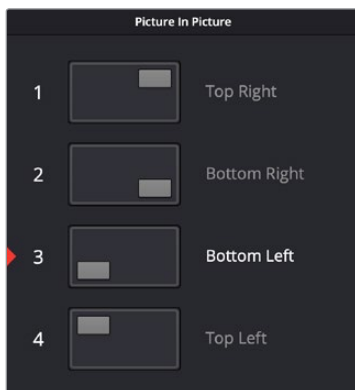 Picture In Picture
1 Top Right
2 Bottom Right
3 Bottom Left
4 Top Left